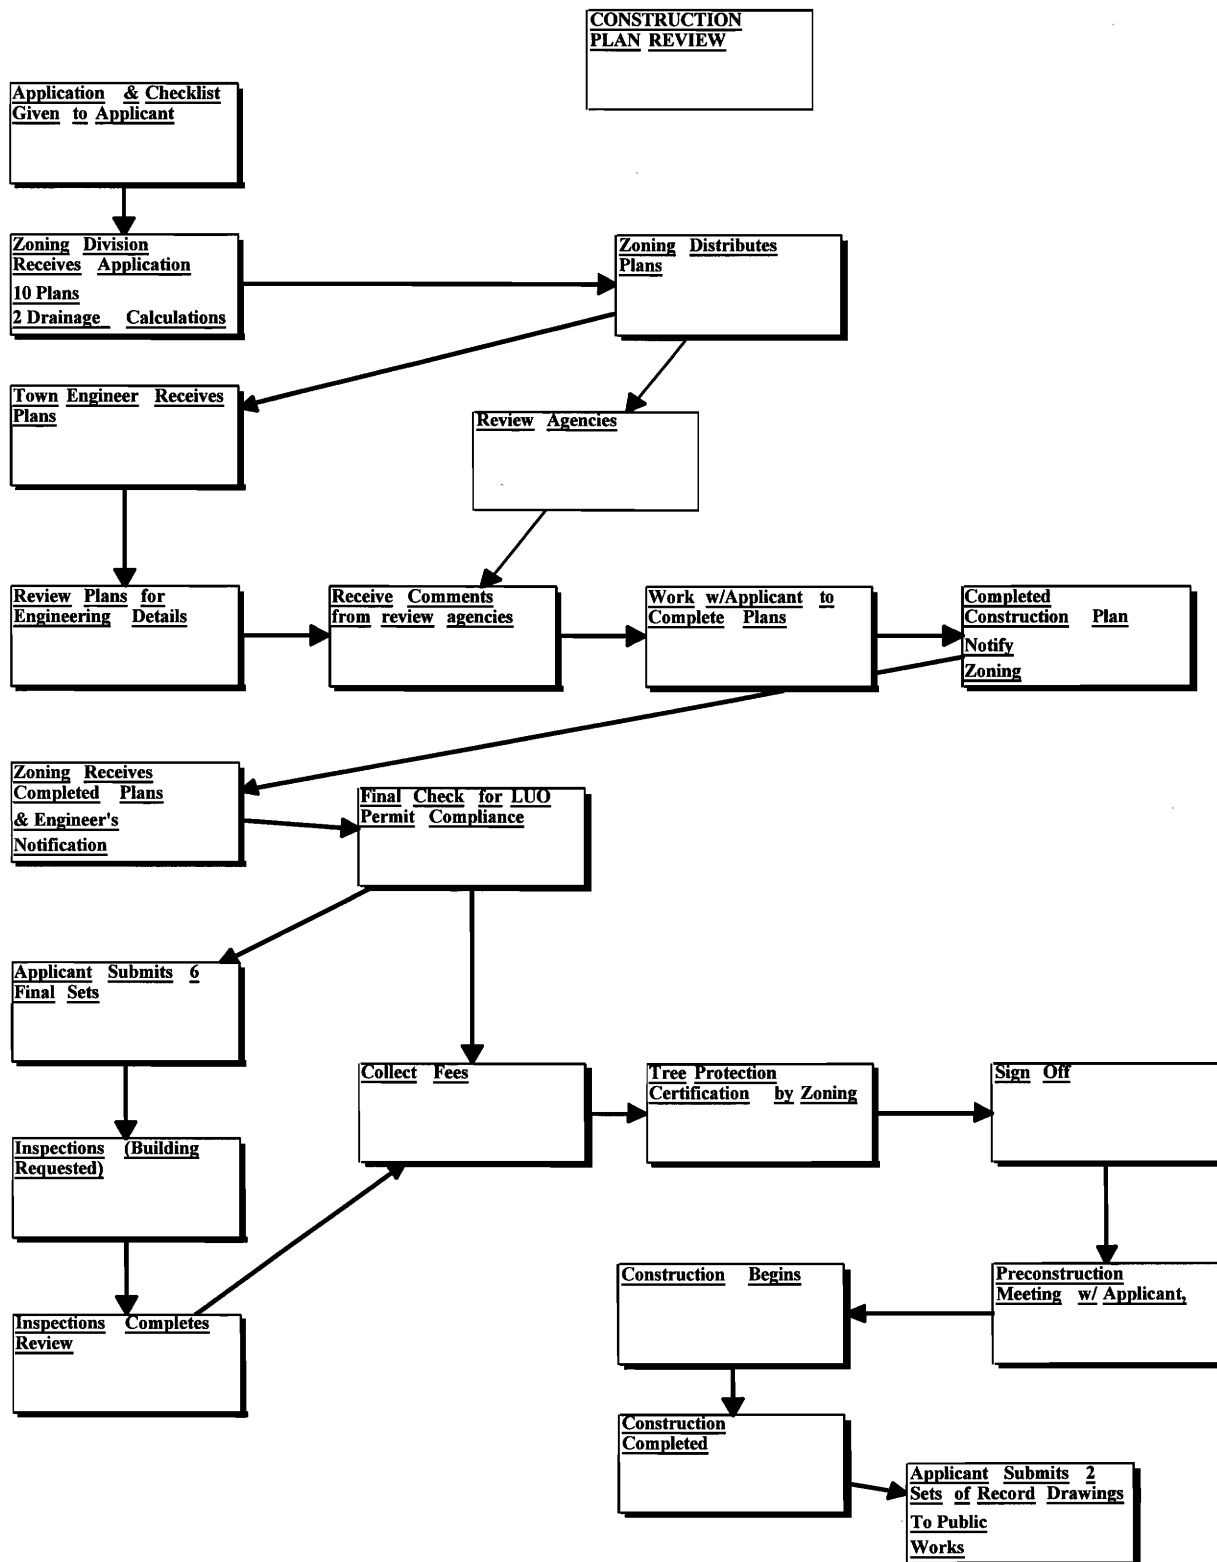 CONSTRUCTION
PLAN REVIEW
Application & Checklist
Given to Applicant
Zoning Division
Receives Application
10 Plans
2 Drainage Calculations
Zoning Distributes
Plans
Town Engineer Receives
Plans
Review Agencies
Review Plans for
Engineering Details
Receive Comments
from review agencies
Work w/Applicant to
Complete Plans
Completed
Construction Plan
Notify
Zoning
Zoning Receives
Completed Plans
& Engineer's
Notification
Final Check for LUO
Permit Compliance
Applicant Submits 6
Final Sets
Collect Fees
Tree Protection
Certification by Zoning
Sign Off
Inspections (Building
Requested)
Inspections Completes
Review
Construction Begins
Preconstruction
Meeting w/ Applicant,
Construction
Completed
Applicant Submits 2
Sets of Record Drawings
To Public
Works